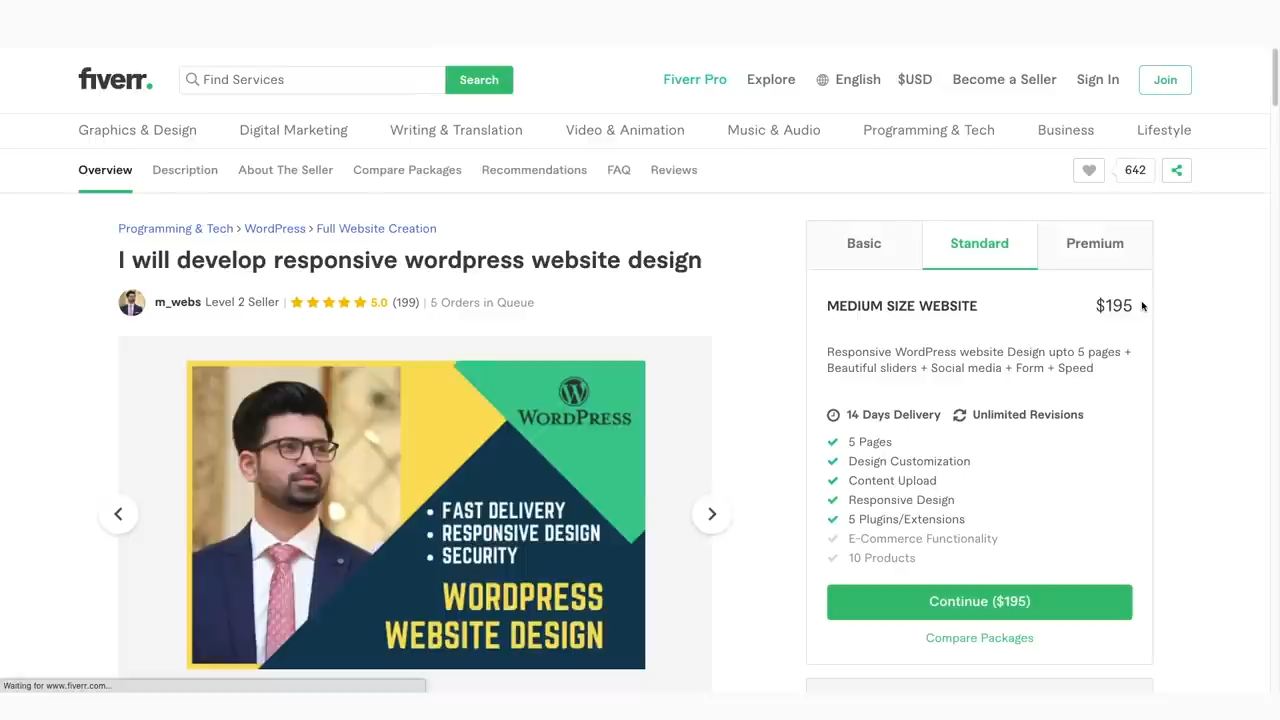 fiverr.
Find Services
Search
Fiverr Pro
Explore
English
$USD
Become a Seller
Sign In
Join
Graphics & Design
Digital Marketing
Writing & Translation
Video & Animation
Music & Audio
Programming & Tech
Business
Lifestyle
Overview
Description
About The Seller
Compare Packages
Recommendations
FAQ
Reviews
642
Programming & Tech › WordPress › Full Website Creation
I will develop responsive wordpress website design
m_webs Level 2 Seller | 5.0 (199) | 5 Orders in Queue
WORDPRESS
• FAST DELIVERY
• RESPONSIVE DESIGN
• SECURITY
WORDPRESS
WEBSITE DESIGN
Basic
Standard
Premium
MEDIUM SIZE WEBSITE
$195
Responsive WordPress website Design upto 5 pages +
Beautiful sliders + Social media + Form + Speed
14 Days Delivery
Unlimited Revisions
5 Pages
Design Customization
Content Upload
Responsive Design
5 Plugins/Extensions
E-Commerce Functionality
10 Products
Continue ($195)
Compare Packages
Waiting for www.fiverr.com...